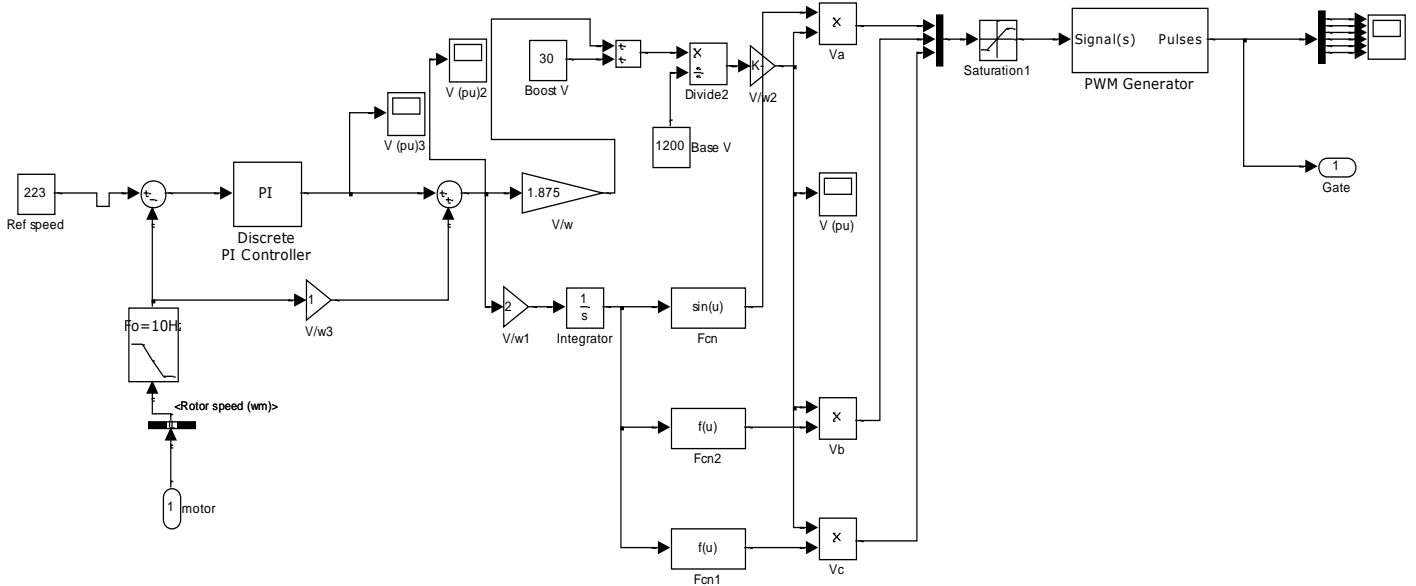 V (pu)2
V (pu)3
30
Boost V
x
÷
Divide2
K-
V/w2
1200
Base V
x
Va
Saturation1
Signal(s) Pulses
PWM Generator
1
Gate
223
Ref speed
PI
Discrete
PI Controller
1.875
V/w
V (pu)
1
V/w3
2
V/w1
1
s
Integrator
sin(u)
Fcn
Fo=10Hz
<Rotor speed (wm)>
1
motor
f(u)
Fcn2
x
Vb
f(u)
Fcn1
x
Vc